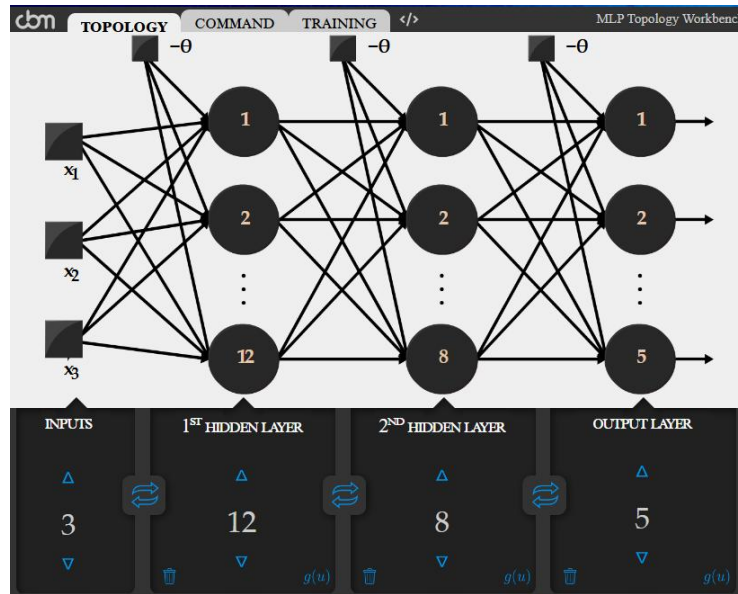 cbm TOPOLOGY COMMAND TRAINING </> MLP Topology Workbenc
-θ -θ -θ
1 1 1
x1
2 2 2
x2
12 8 5
x3
INPUTS 1ST HIDDEN LAYER 2ND HIDDEN LAYER OUTPUT LAYER
3 12 8 5
g(u) g(u) g(u)